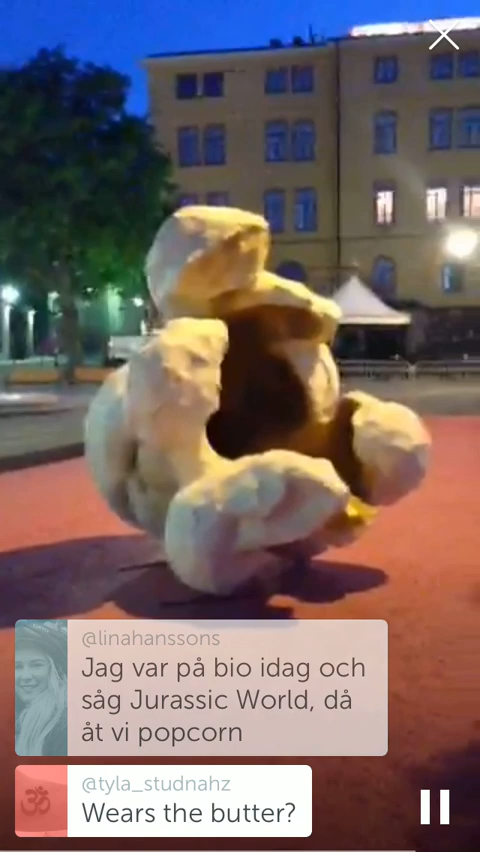 @linahanssons
Jag var på bio idag och
såg Jurassic World, då
åt vi popcorn
@tyla_studnahz
Wears the butter?